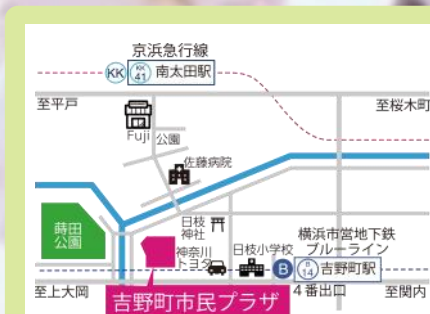 京浜急行線
KK KK 41 南太田駅
至平戸
至桜木町
Fuji
公園
佐藤病院
蒔田
公園
日枝
神社
神奈川
トヨタ
日枝小学校
横浜市営地下鉄
ブルーライン
B B 14 吉野町駅
至上大岡
4番出口
至関内
吉野町市民プラザ